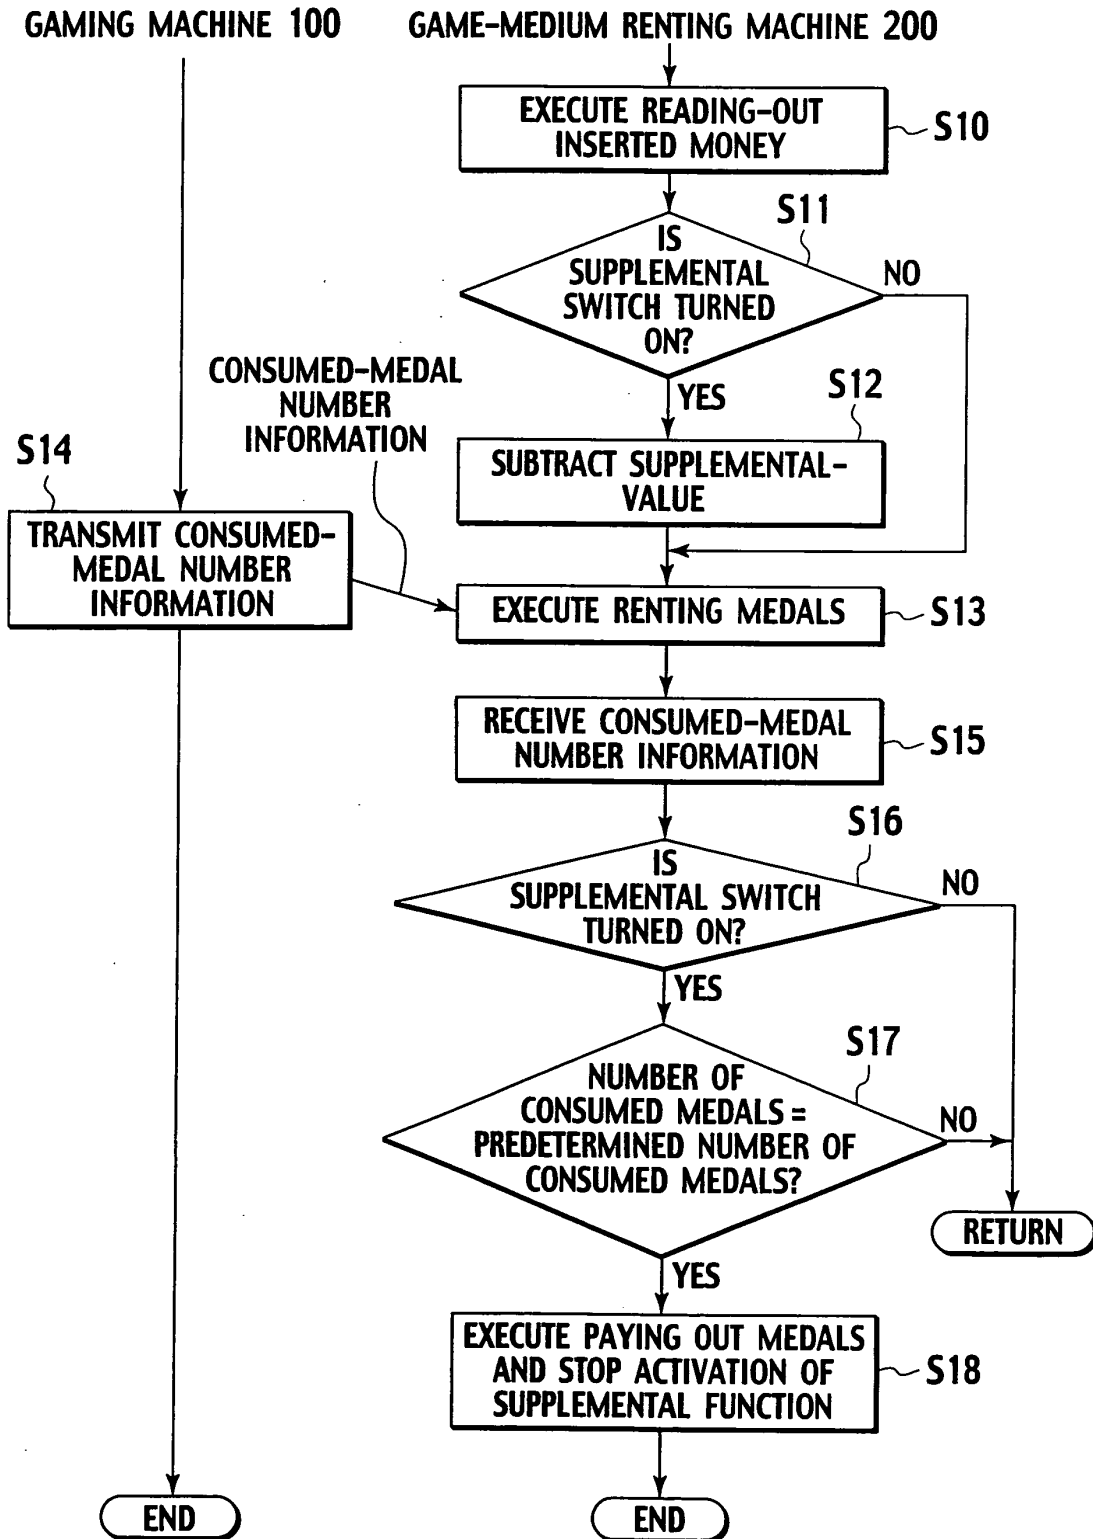 GAMING MACHINE 100
GAME-MEDIUM RENTING MACHINE 200
EXECUTE READING-OUT
INSERTED MONEY
S10
S11
IS
SUPPLEMENTAL
SWITCH TURNED
ON?
NO
YES
S12
SUBTRACT SUPPLEMENTAL-
VALUE
CONSUMED-MEDAL
NUMBER
INFORMATION
S14
TRANSMIT CONSUMED-
MEDAL NUMBER
INFORMATION
EXECUTE RENTING MEDALS
S13
RECEIVE CONSUMED-MEDAL
NUMBER INFORMATION
S15
S16
IS
SUPPLEMENTAL SWITCH
TURNED ON?
NO
YES
S17
NUMBER OF
CONSUMED MEDALS =
PREDETERMINED NUMBER OF
CONSUMED MEDALS?
NO
RETURN
YES
EXECUTE PAYING OUT MEDALS
AND STOP ACTIVATION OF
SUPPLEMENTAL FUNCTION
S18
END
END